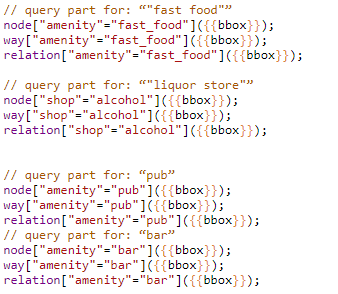 // query part for: “"fast food"”
node["amenity"="fast_food"]({{bbox}});
way["amenity"="fast_food"]({{bbox}});
relation["amenity"="fast_food"]({{bbox}});
// query part for: “"liquor store"”
node["shop"="alcohol"]({{bbox}});
way["shop"="alcohol"]({{bbox}});
relation["shop"="alcohol"]({{bbox}});
// query part for: “pub”
node["amenity"="pub"]({{bbox}});
way["amenity"="pub"]({{bbox}});
relation["amenity"="pub"]({{bbox}});
// query part for: “bar”
node["amenity"="bar"]({{bbox}});
way["amenity"="bar"]({{bbox}});
relation["amenity"="bar"]({{bbox}});